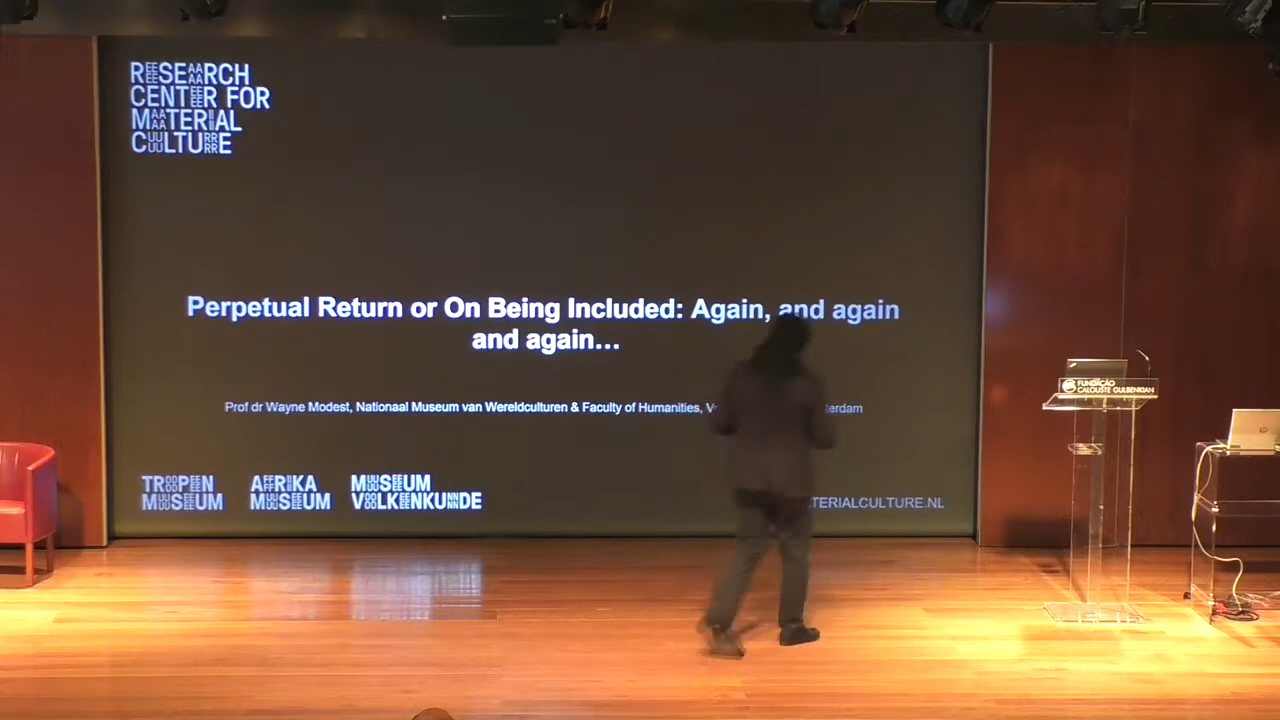 RESEARCH
CENTER FOR
MATERIAL
CULTURE
Perpetual Return or On Being Included: Again, and again
and again…
Prof dr Wayne Modest, Nationaal Museum van Wereldculturen & Faculty of Humanities,
TROPEN
MUSEUM
AFRIKA
MUSEUM
MUSEUM
VOLKENKUNDE
TERIALCULTURE.NL
FUNDAÇÃO
CALOUSTE GULBENKIAN